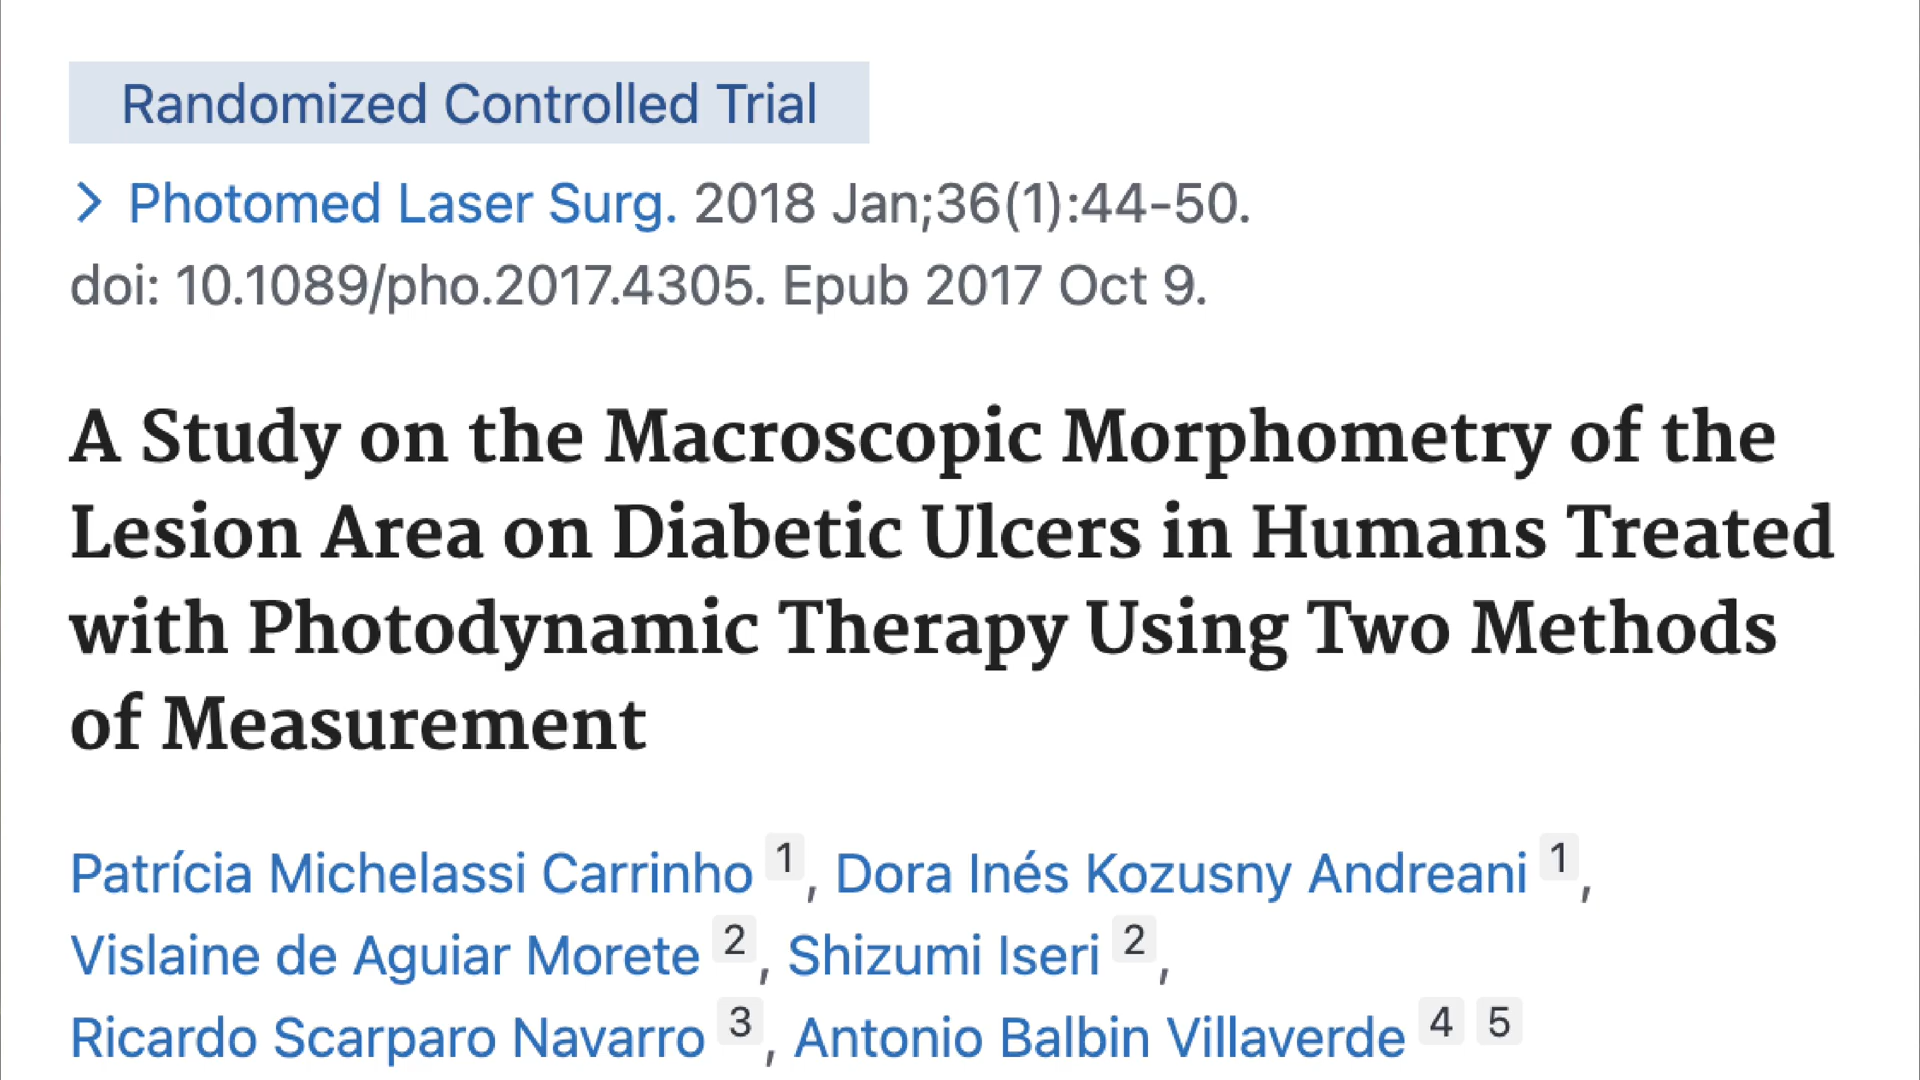 Randomized Controlled Trial
> Photomed Laser Surg. 2018 Jan;36(1):44-50.
doi: 10.1089/pho.2017.4305. Epub 2017 Oct 9.
A Study on the Macroscopic Morphometry of the
Lesion Area on Diabetic Ulcers in Humans Treated
with Photodynamic Therapy Using Two Methods
of Measurement
Patrícia Michelassi Carrinho 1, Dora Inés Kozusny Andreani 1,
Vislaine de Aguiar Morete 2, Shizumi Iseri 2,
Ricardo Scarparo Navarro 3, Antonio Balbin Villaverde 4 5